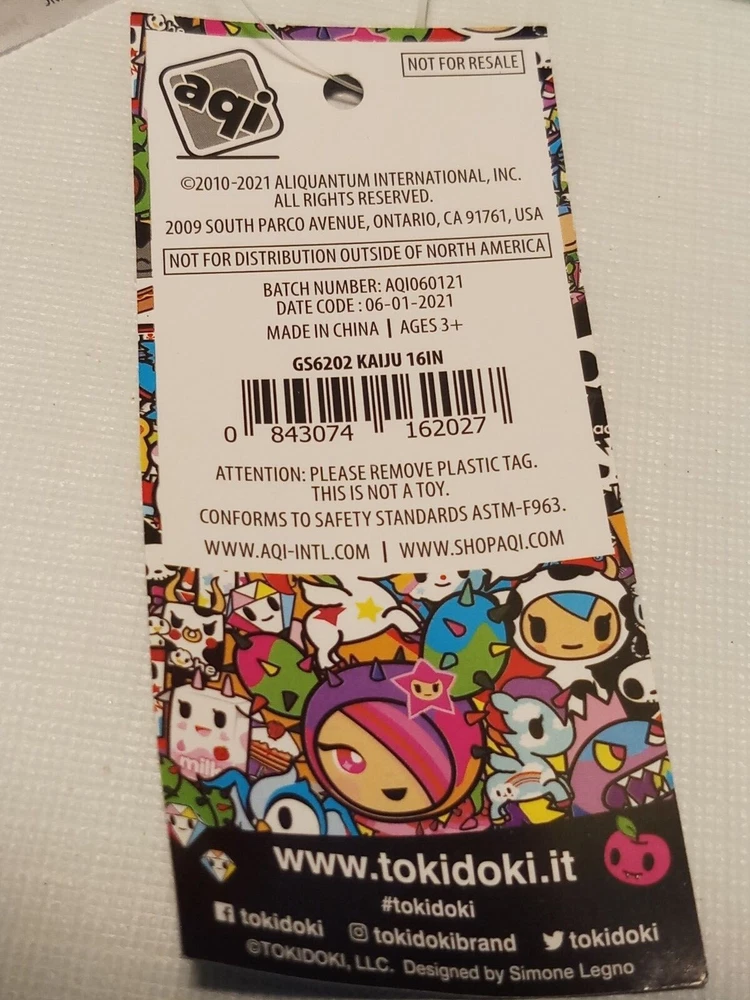 aqi
NOT FOR RESALE
©2010-2021 ALIQUANTUM INTERNATIONAL, INC.
ALL RIGHTS RESERVED.
2009 SOUTH PARCO AVENUE, ONTARIO, CA 91761, USA
NOT FOR DISTRIBUTION OUTSIDE OF NORTH AMERICA
BATCH NUMBER: AQI060121
DATE CODE : 06-01-2021
MADE IN CHINA | AGES 3+
GS6202 KAIJU 16IN
0 843074 162027
ATTENTION: PLEASE REMOVE PLASTIC TAG.
THIS IS NOT A TOY.
CONFORMS TO SAFETY STANDARDS ASTM-F963.
WWW.AQI-INTL.COM | WWW.SHOPAQI.COM
milk
www.tokidoki.it
#tokidoki
tokidoki tokidokibrand tokidoki
©TOKIDOKI, LLC. Designed by Simone Legno